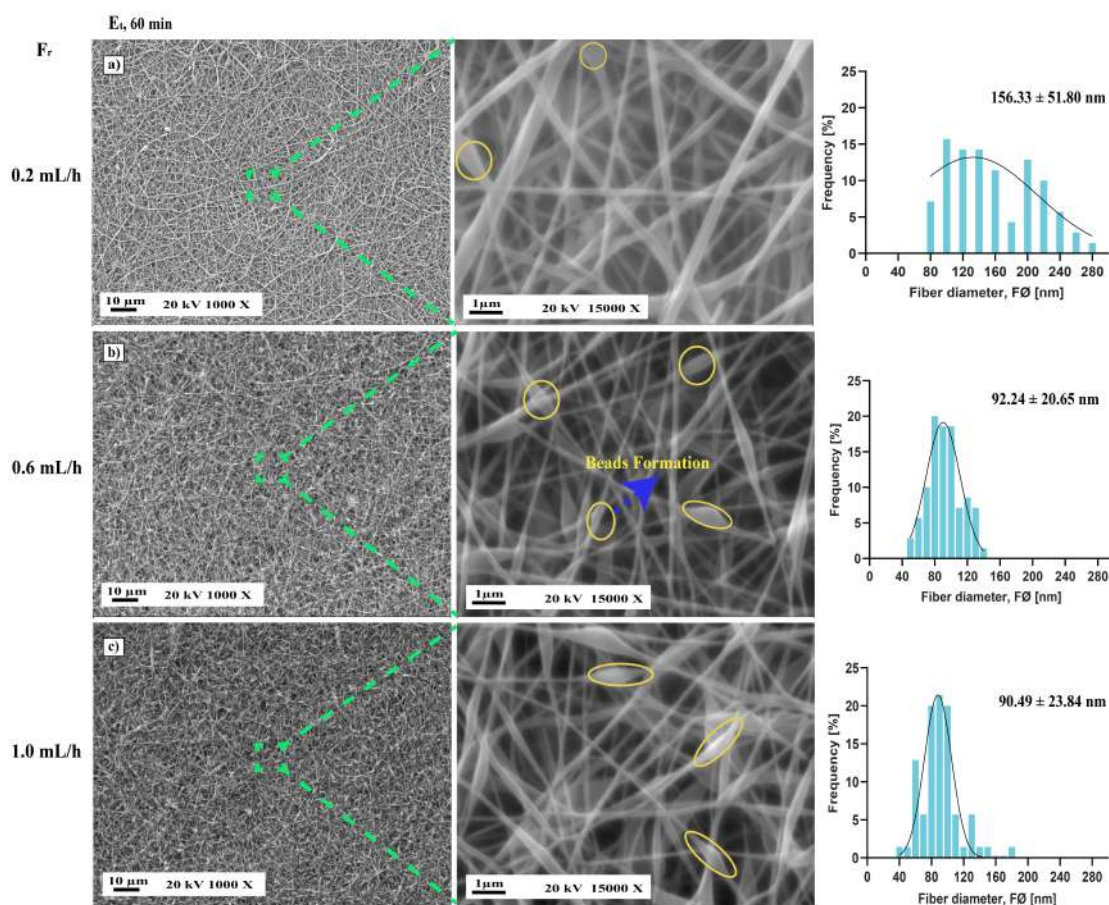 Eₜ, 60 min
Fᵣ
a)
0.2 mL/h
10 µm 20 kV 1000 X
1µm 20 kV 15000 X
25
20
15
10
5
0
Frequency [%]
156.33 ± 51.80 nm
0 40 80 120 160 200 240 280
Fiber diameter, FØ [nm]
b)
0.6 mL/h
10 µm 20 kV 1000 X
Beads Formation
1µm 20 kV 15000 X
25
20
15
10
5
0
Frequency [%]
92.24 ± 20.65 nm
0 40 80 120 160 200 240 280
Fiber diameter, FØ [nm]
c)
1.0 mL/h
10 µm 20 kV 1000 X
1µm 20 kV 15000 X
25
20
15
10
5
0
Frequency [%]
90.49 ± 23.84 nm
0 40 80 120 160 200 240 280
Fiber diameter, FØ [nm]